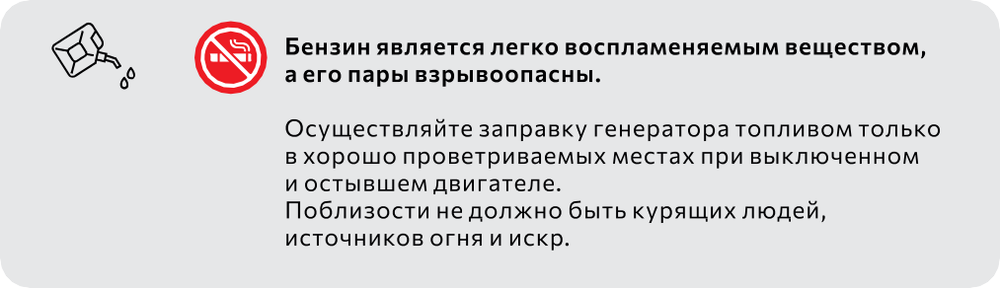 Бензин является легко воспламеняемым веществом,
а его пары взрывоопасны.
Осуществляйте заправку генератора топливом только
в хорошо проветриваемых местах при выключенном
и остывшем двигателе.
Поблизости не должно быть курящих людей,
источников огня и искр.